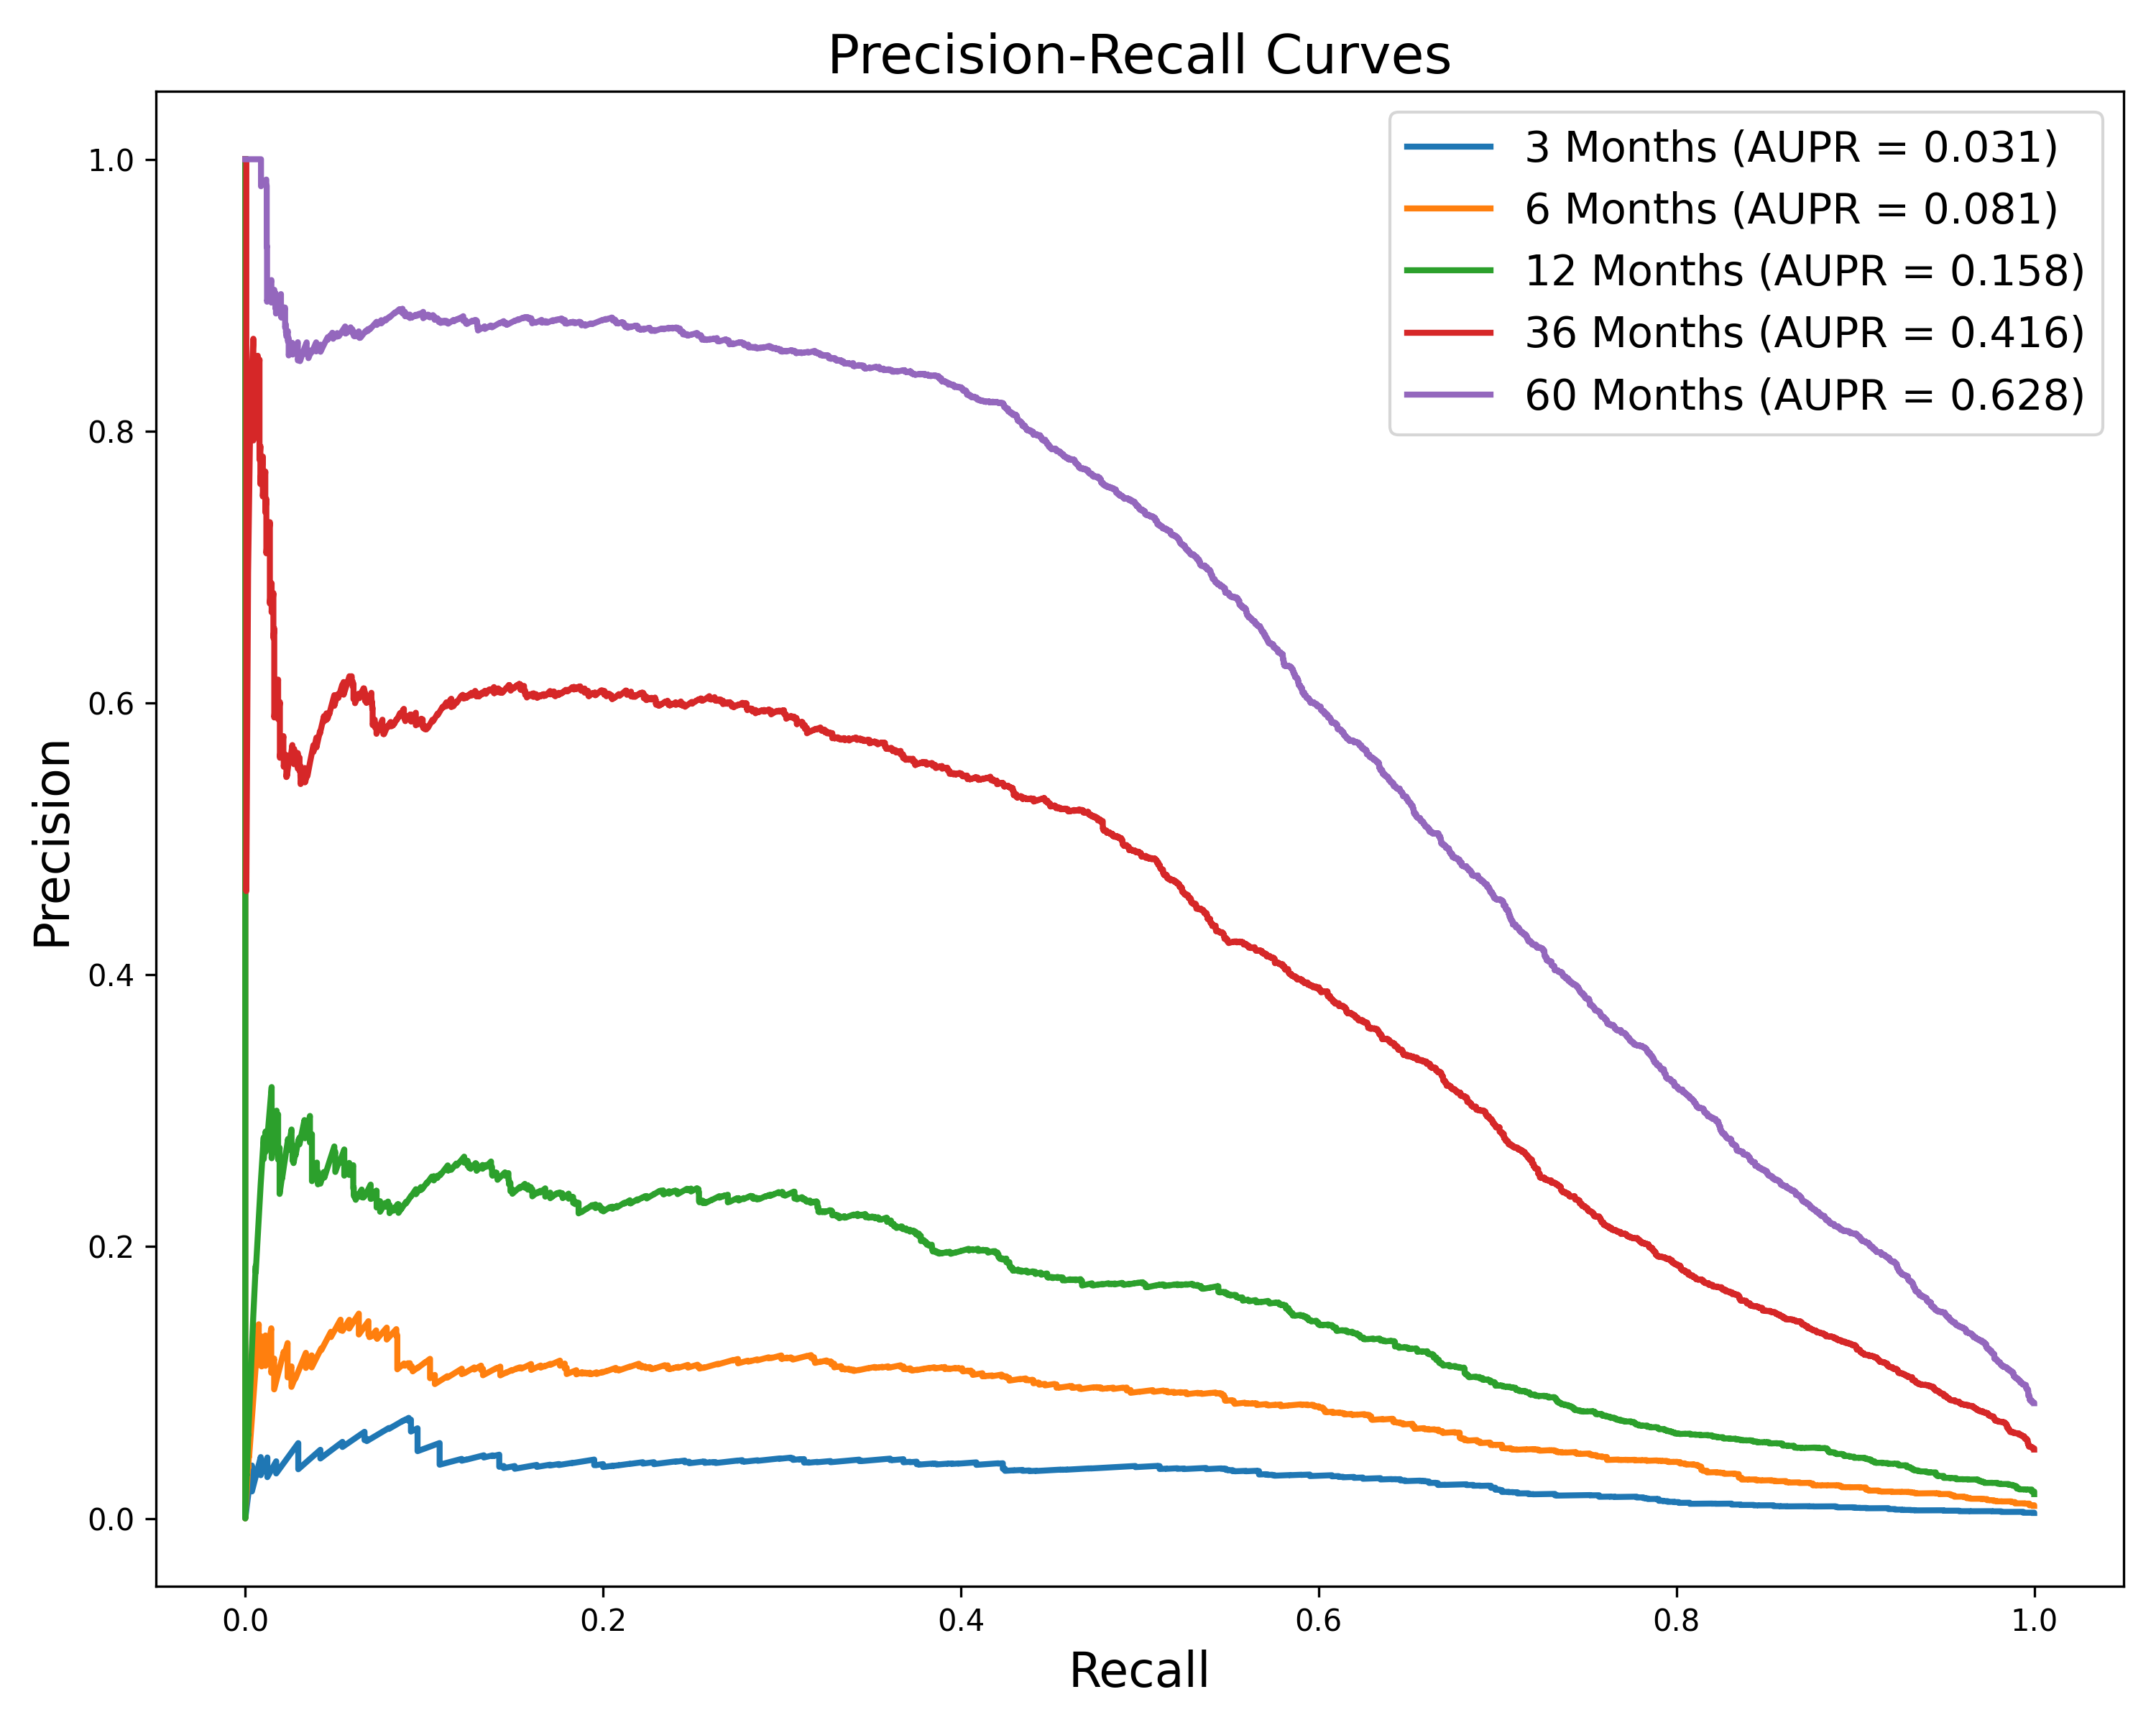 Precision-Recall Curves
3 Months (AUPR = 0.031)
6 Months (AUPR = 0.081)
12 Months (AUPR = 0.158)
36 Months (AUPR = 0.416)
60 Months (AUPR = 0.628)
Precision
1.0
0.8
0.6
0.4
0.2
0.0
0.0 0.2 0.4 0.6 0.8 1.0
Recall